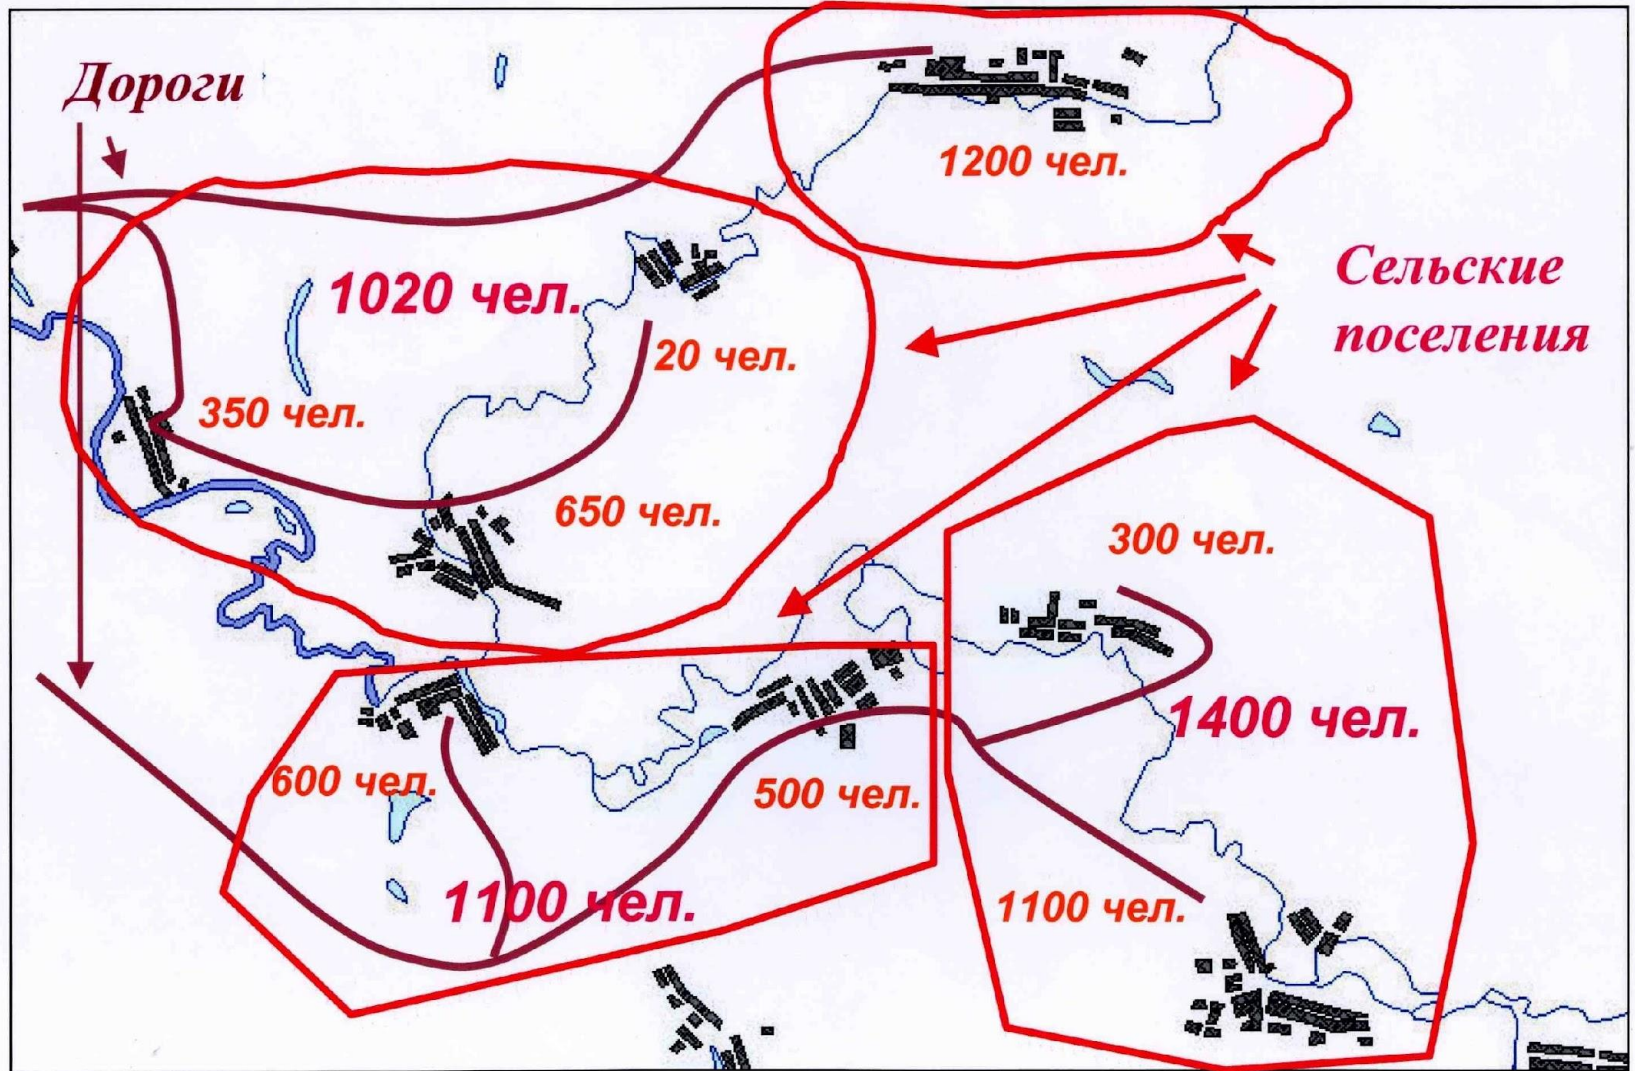 Дороги
1200 чел.
1020 чел.
Сельские
поселения
20 чел.
350 чел.
650 чел.
300 чел.
1400 чел.
600 чел.
500 чел.
1100 чел.
1100 чел.